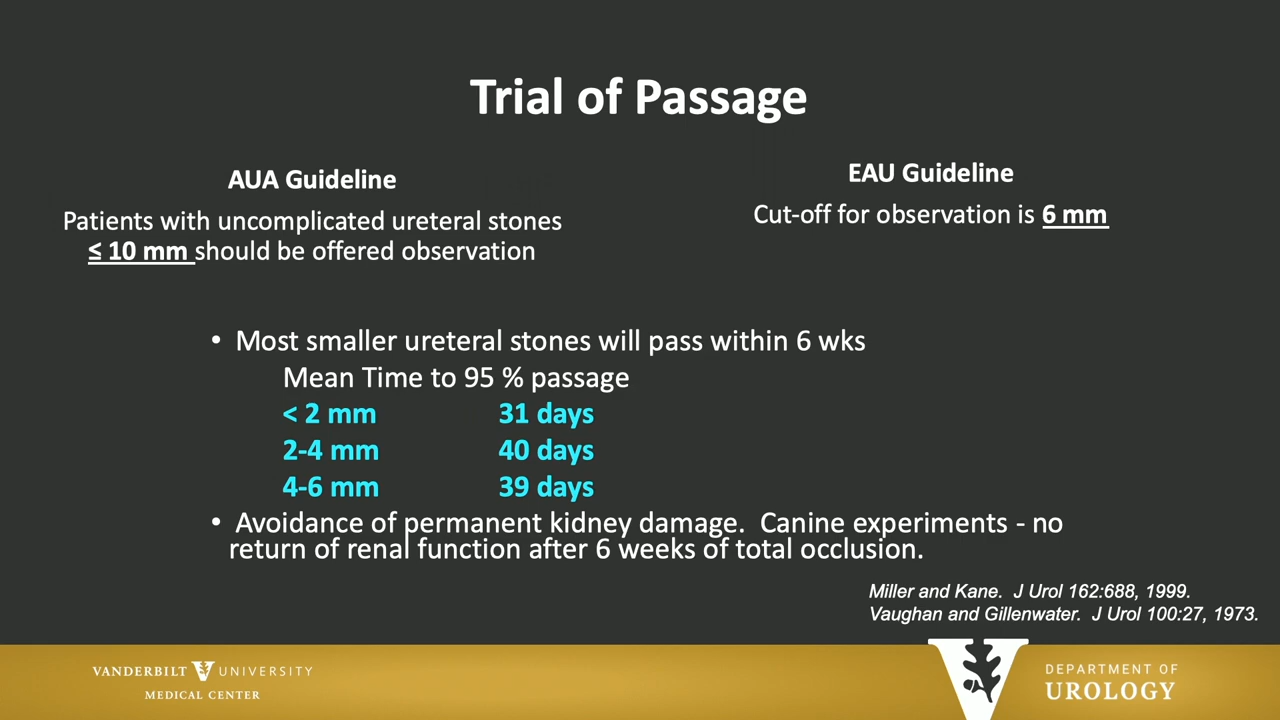 Trial of Passage
AUA Guideline
Patients with uncomplicated ureteral stones
≤ 10 mm should be offered observation
EAU Guideline
Cut-off for observation is 6 mm
• Most smaller ureteral stones will pass within 6 wks
Mean Time to 95 % passage
< 2 mm 31 days
2-4 mm 40 days
4-6 mm 39 days
• Avoidance of permanent kidney damage. Canine experiments - no
return of renal function after 6 weeks of total occlusion.
Miller and Kane. J Urol 162:688, 1999.
Vaughan and Gillenwater. J Urol 100:27, 1973.
VANDERBILT V UNIVERSITY
MEDICAL CENTER
V
DEPARTMENT OF
UROLOGY